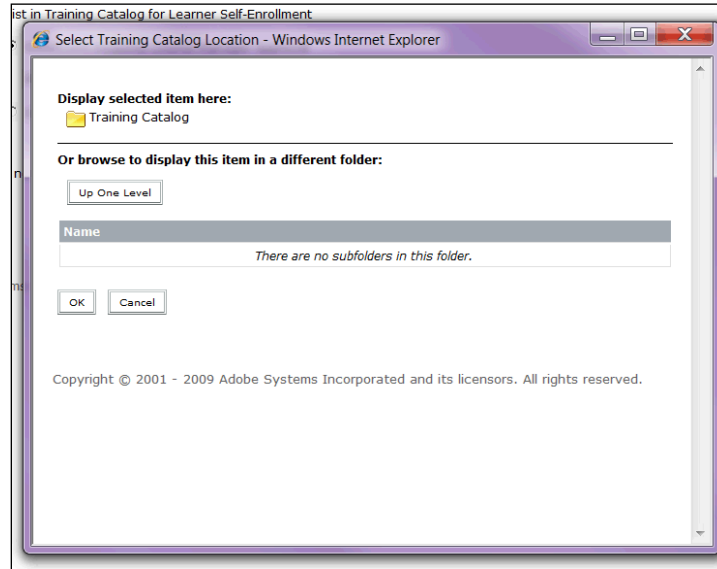 ist in Training Catalog for Learner Self-Enrollment
Select Training Catalog Location - Windows Internet Explorer
Display selected item here:
Training Catalog
Or browse to display this item in a different folder:
Up One Level
Name
There are no subfolders in this folder.
OK Cancel
Copyright © 2001 - 2009 Adobe Systems Incorporated and its licensors. All rights reserved.